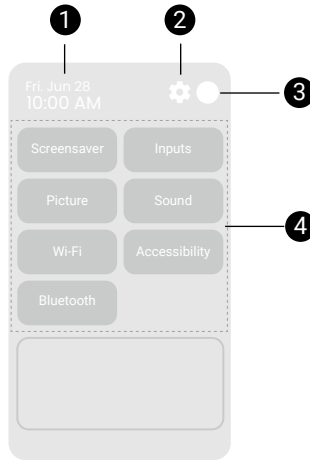 1
2
Fri. Jun 28
10:00 AM
3
Screensaver
Inputs
Picture
Sound
4
Wi-Fi
Accessibility
Bluetooth